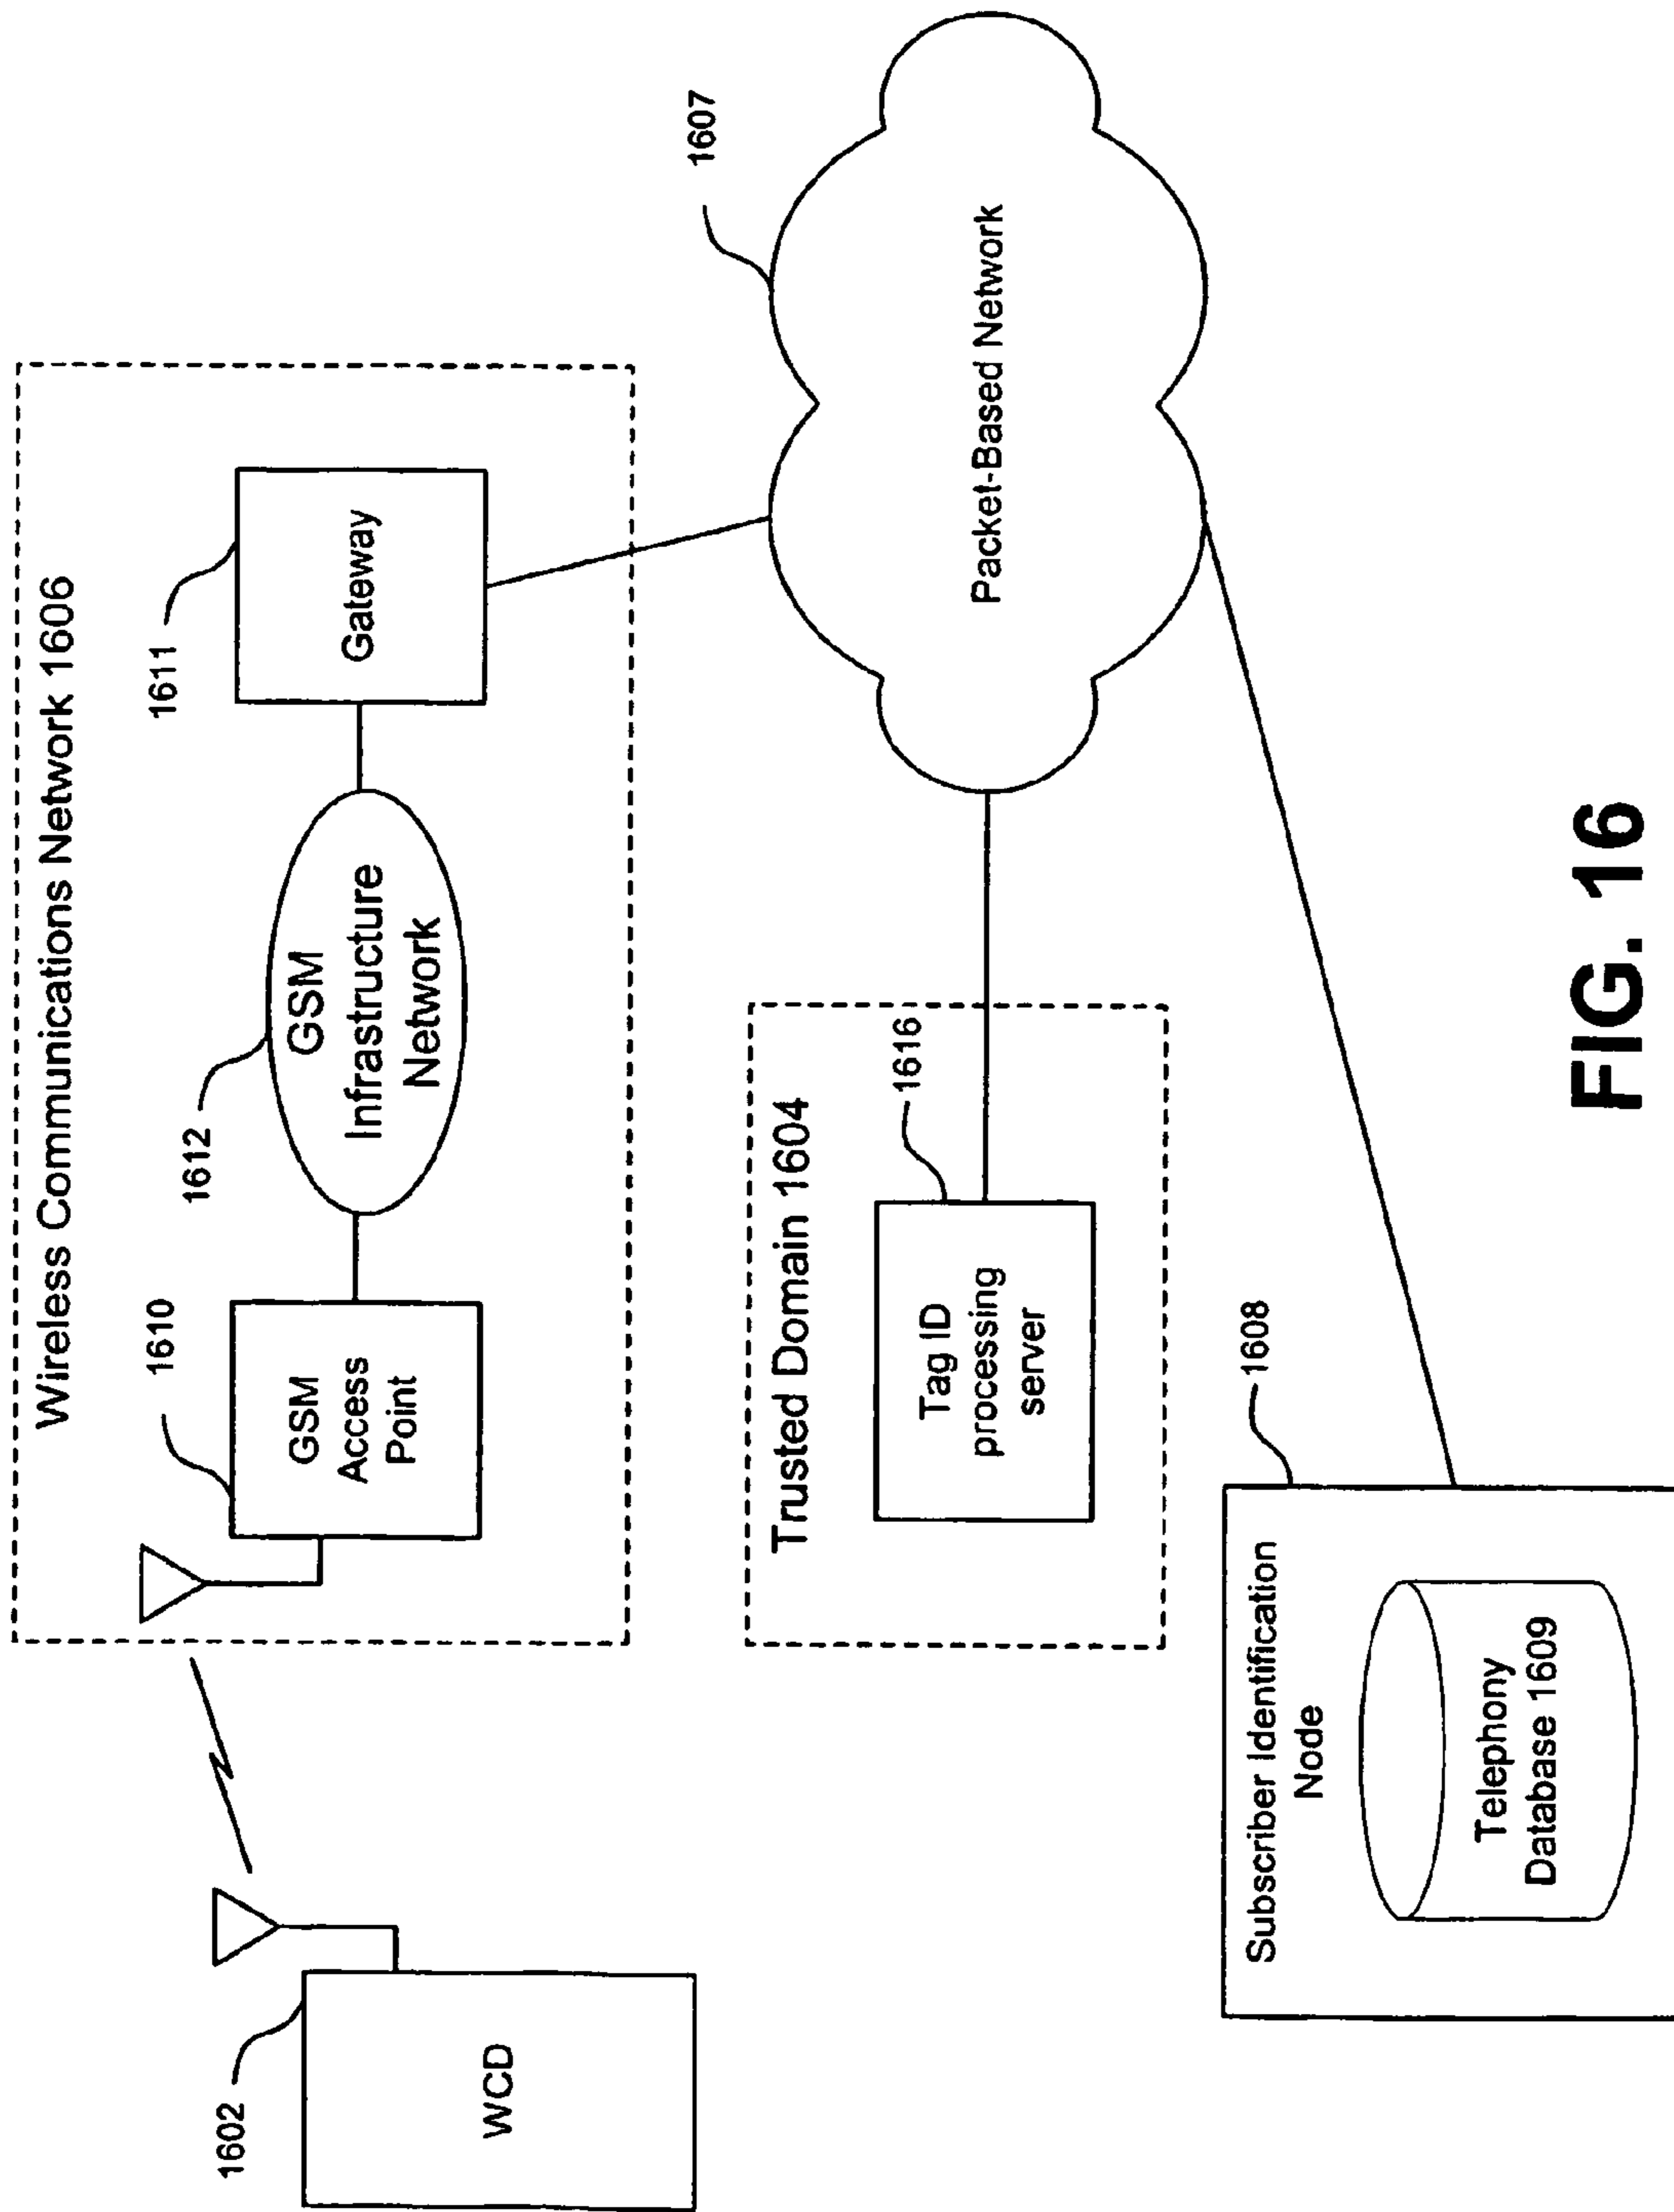 Wireless Communications Network 1606
1610
GSM
Access
Point
1612
GSM
Infrastructure
Network
1611
Gateway
1602
WCD
1607
Packet-Based Network
Trusted Domain 1604
1616
Tag ID
processing
server
1608
Subscriber Identification
Node
Telephony
Database 1609
FIG. 16